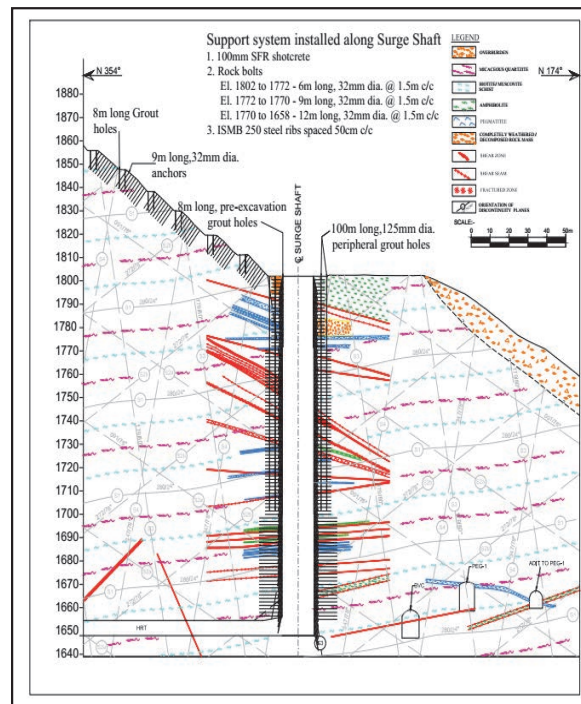 Support system installed along Surge Shaft
1. 100mm SFR shotcrete
2. Rock bolts
El. 1802 to 1772 - 6m long, 32mm dia. @ 1.5m c/c
El. 1772 to 1770 - 9m long, 32mm dia. @ 1.5m c/c
El. 1770 to 1658 - 12m long, 32mm dia. @ 1.5m c/c
3. ISMB 250 steel ribs spaced 50cm c/c
LEGEND
OVERBURDEN
MICACEOUS QUARTZITE
BIOTITE/MUSCOVITE
SCHIST
AMPHIBOLITE
PEGMATITE
COMPLETELY WEATHERED/
DECOMPOSED ROCK MASS
SHEAR ZONE
SHEAR SEAM
FRACTURED ZONE
ORIENTATION OF
DISCONTINUITY PLANES
SCALE:-
0 10 20 30 40 50m
N 354°
N 174°
8m long Grout
holes
9m long,32mm dia.
anchors
8m long, pre-excavation
grout holes
SURGE SHAFT
100m long,125mm dia.
peripheral grout holes
1880
1870
1860
1850
1840
1830
1820
1810
1800
1790
1780
1770
1760
1750
1740
1730
1720
1710
1700
1690
1680
1670
1660
1650
1640
HRT
BVC
PEG-1
ADIT TO PEG-1